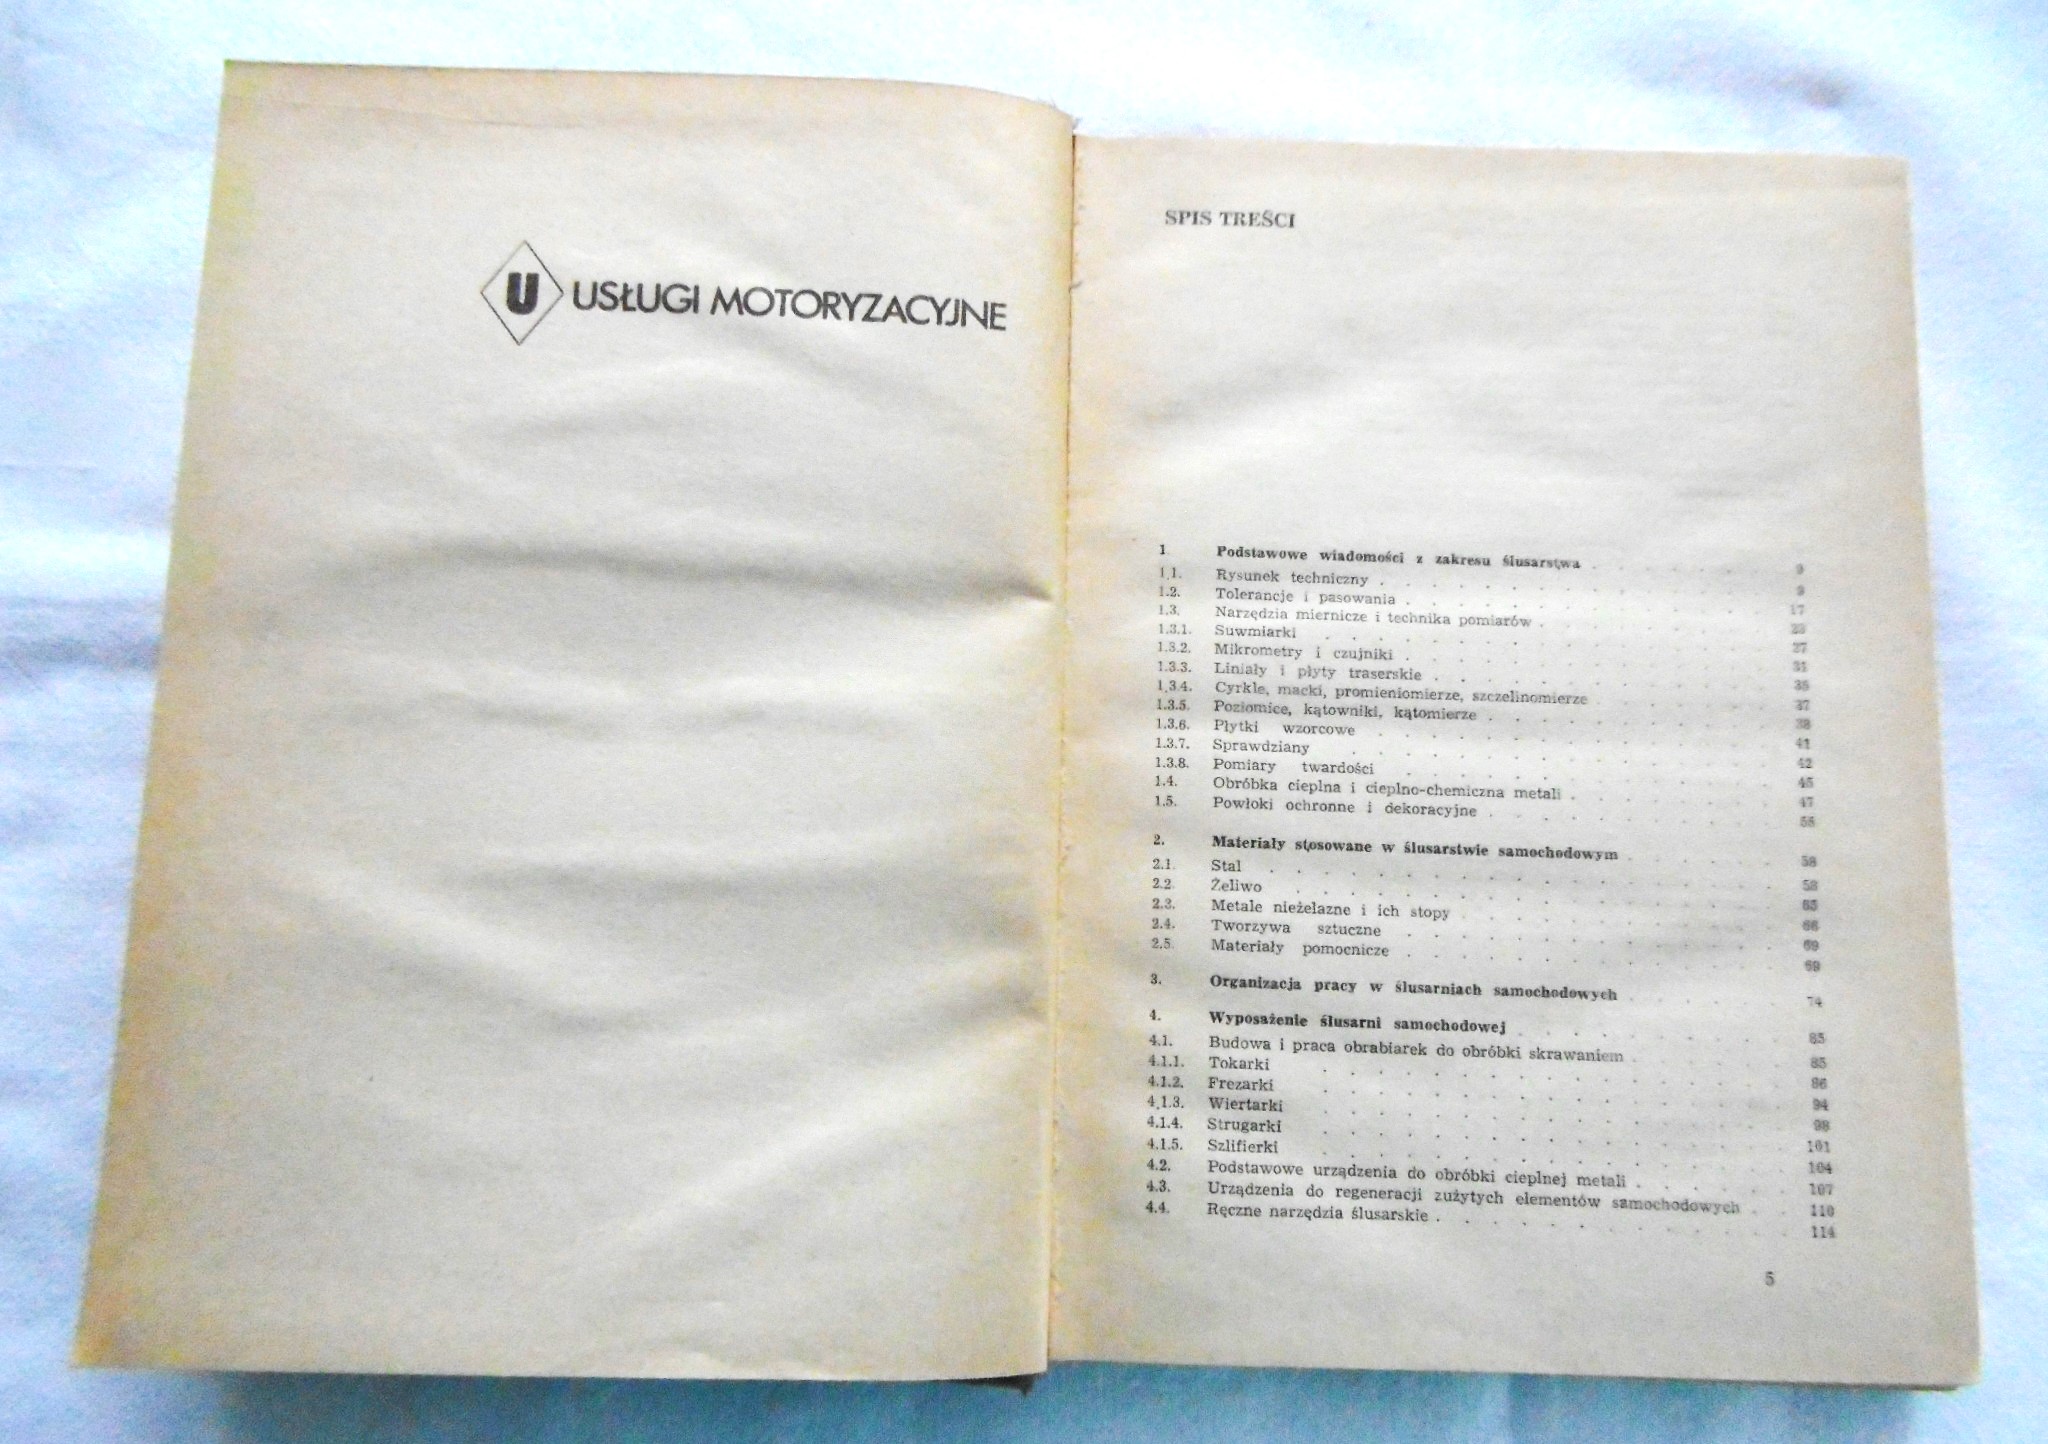 U USŁUGI MOTORYZACYJNE
SPIS TREŚCI
1 Podstawowe wiadomości z zakresu ślusarstwa . . . . . . . 9
1.1. Rysunek techniczny . . . . . . . 9
1.2. Tolerancje i pasowania . . . . . . . 17
1.3. Narzędzia miernicze i technika pomiarów . . . . . . . 23
1.3.1. Suwmiarki . . . . . . . 27
1.3.2. Mikrometry i czujniki . . . . . . . 31
1.3.3. Liniały i płyty traserskie . . . . . . . 35
1.3.4. Cyrkle, macki, promieniomierze, szczelinomierze . . . . . . . 37
1.3.5. Poziomice, kątowniki, kątomierze . . . . . . . 38
1.3.6. Płytki wzorcowe . . . . . . . 41
1.3.7. Sprawdziany . . . . . . . 42
1.3.8. Pomiary twardości . . . . . . . 45
1.4. Obróbka cieplna i cieplno-chemiczna metali . . . . . . . 47
1.5. Powłoki ochronne i dekoracyjne . . . . . . . 55
2. Materiały stosowane w ślusarstwie samochodowym . . . . . . . 58
2.1 Stal . . . . . . . 58
2.2 Żeliwo . . . . . . . 65
2.3. Metale nieżelazne i ich stopy . . . . . . . 66
2.4. Tworzywa sztuczne . . . . . . . 69
2.5. Materiały pomocnicze . . . . . . . 69
3. Organizacja pracy w ślusarniach samochodowych . . . . . . . 74
4. Wyposażenie ślusarni samochodowej . . . . . . . 85
4.1. Budowa i praca obrabiarek do obróbki skrawaniem . . . . . . . 85
4.1.1. Tokarki . . . . . . . 86
4.1.2. Frezarki . . . . . . . 94
4.1.3. Wiertarki . . . . . . . 98
4.1.4. Strugarki . . . . . . . 101
4.1.5. Szlifierki . . . . . . . 104
4.2. Podstawowe urządzenia do obróbki cieplnej metali . . . . . . . 107
4.3. Urządzenia do regeneracji zużytych elementów samochodowych . . 110
4.4. Ręczne narzędzia ślusarskie . . . . . . . 114
5